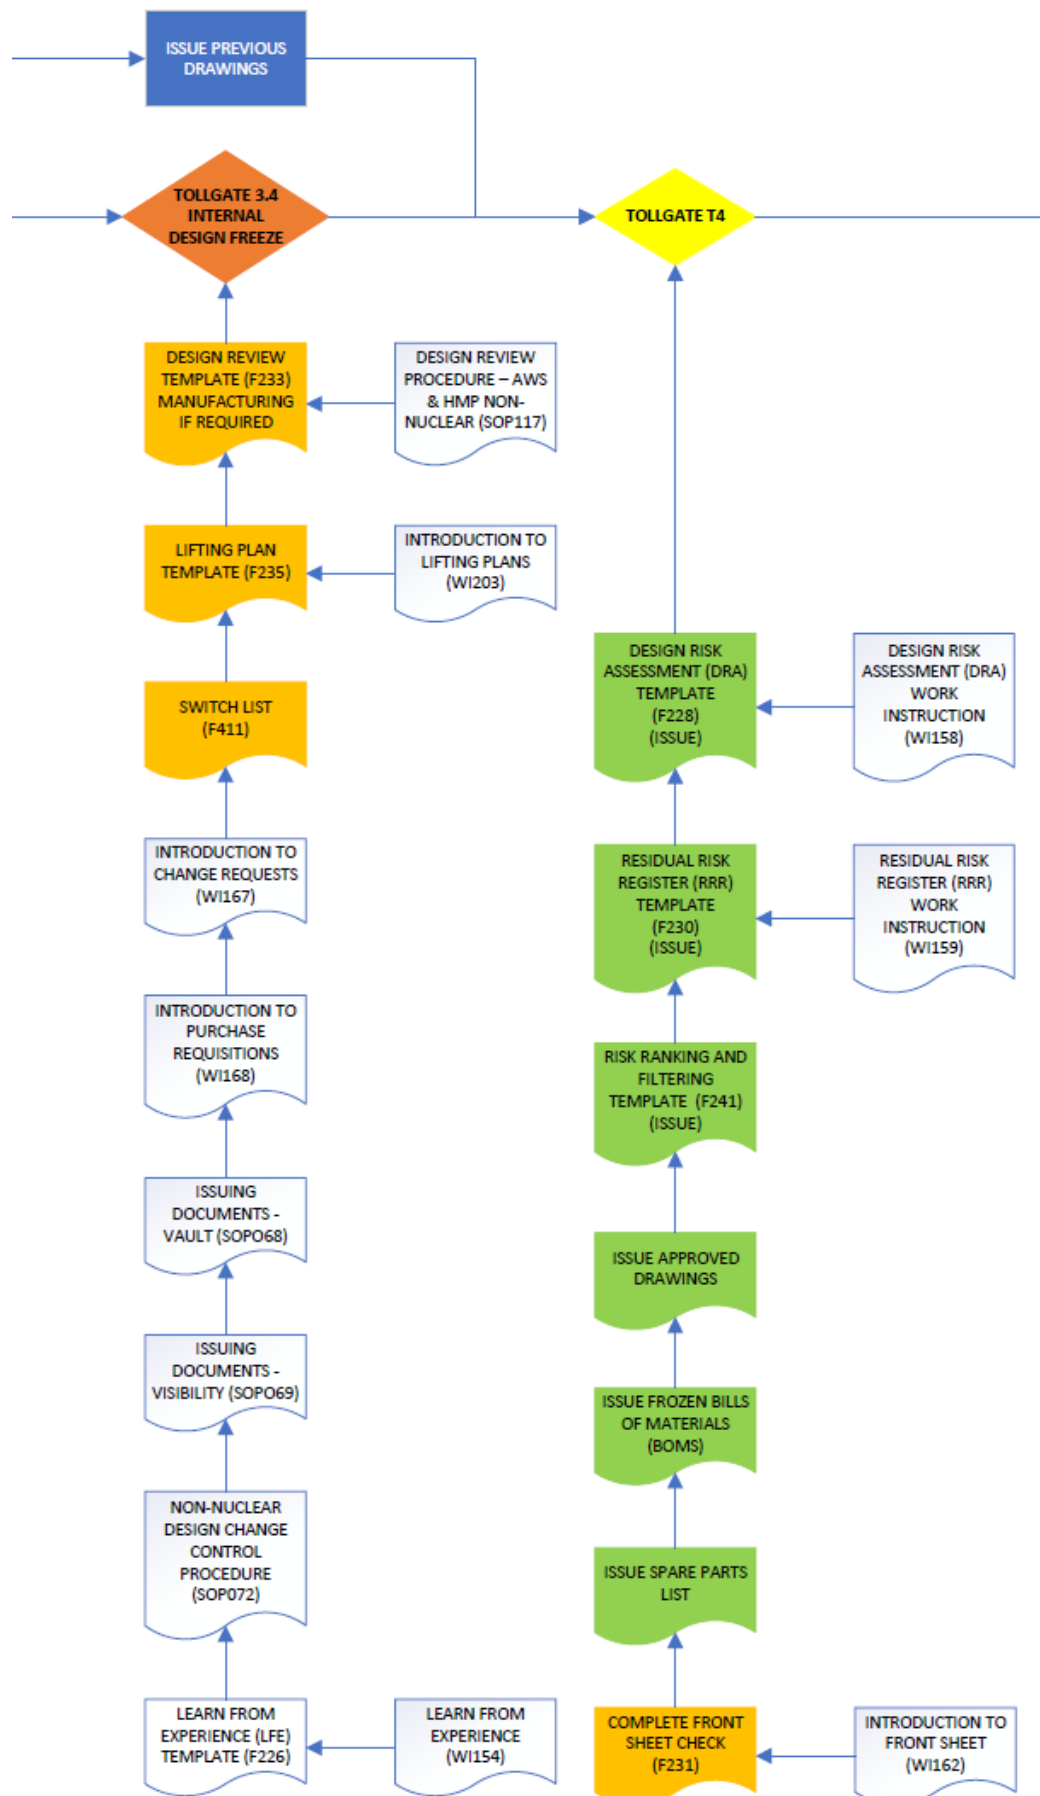 ISSUE PREVIOUS
DRAWINGS
TOLLGATE 3.4
INTERNAL
DESIGN FREEZE
TOLLGATE T4
DESIGN REVIEW
TEMPLATE (F233)
MANUFACTURING
IF REQUIRED
DESIGN REVIEW
PROCEDURE – AWS
& HMP NON-
NUCLEAR (SOP117)
LIFTING PLAN
TEMPLATE (F235)
INTRODUCTION TO
LIFTING PLANS
(WI203)
SWITCH LIST
(F411)
INTRODUCTION TO
CHANGE REQUESTS
(WI167)
INTRODUCTION TO
PURCHASE
REQUISITIONS
(WI168)
ISSUING
DOCUMENTS -
VAULT (SOPO68)
ISSUING
DOCUMENTS -
VISIBILITY (SOPO69)
NON-NUCLEAR
DESIGN CHANGE
CONTROL
PROCEDURE
(SOP072)
LEARN FROM
EXPERIENCE (LFE)
TEMPLATE (F226)
LEARN FROM
EXPERIENCE
(WI154)
DESIGN RISK
ASSESSMENT (DRA)
TEMPLATE
(F228)
(ISSUE)
DESIGN RISK
ASSESSMENT (DRA)
WORK
INSTRUCTION
(WI158)
RESIDUAL RISK
REGISTER (RRR)
TEMPLATE
(F230)
(ISSUE)
RESIDUAL RISK
REGISTER (RRR)
WORK
INSTRUCTION
(WI159)
RISK RANKING AND
FILTERING
TEMPLATE (F241)
(ISSUE)
ISSUE APPROVED
DRAWINGS
ISSUE FROZEN BILLS
OF MATERIALS
(BOMS)
ISSUE SPARE PARTS
LIST
COMPLETE FRONT
SHEET CHECK
(F231)
INTRODUCTION TO
FRONT SHEET
(WI162)